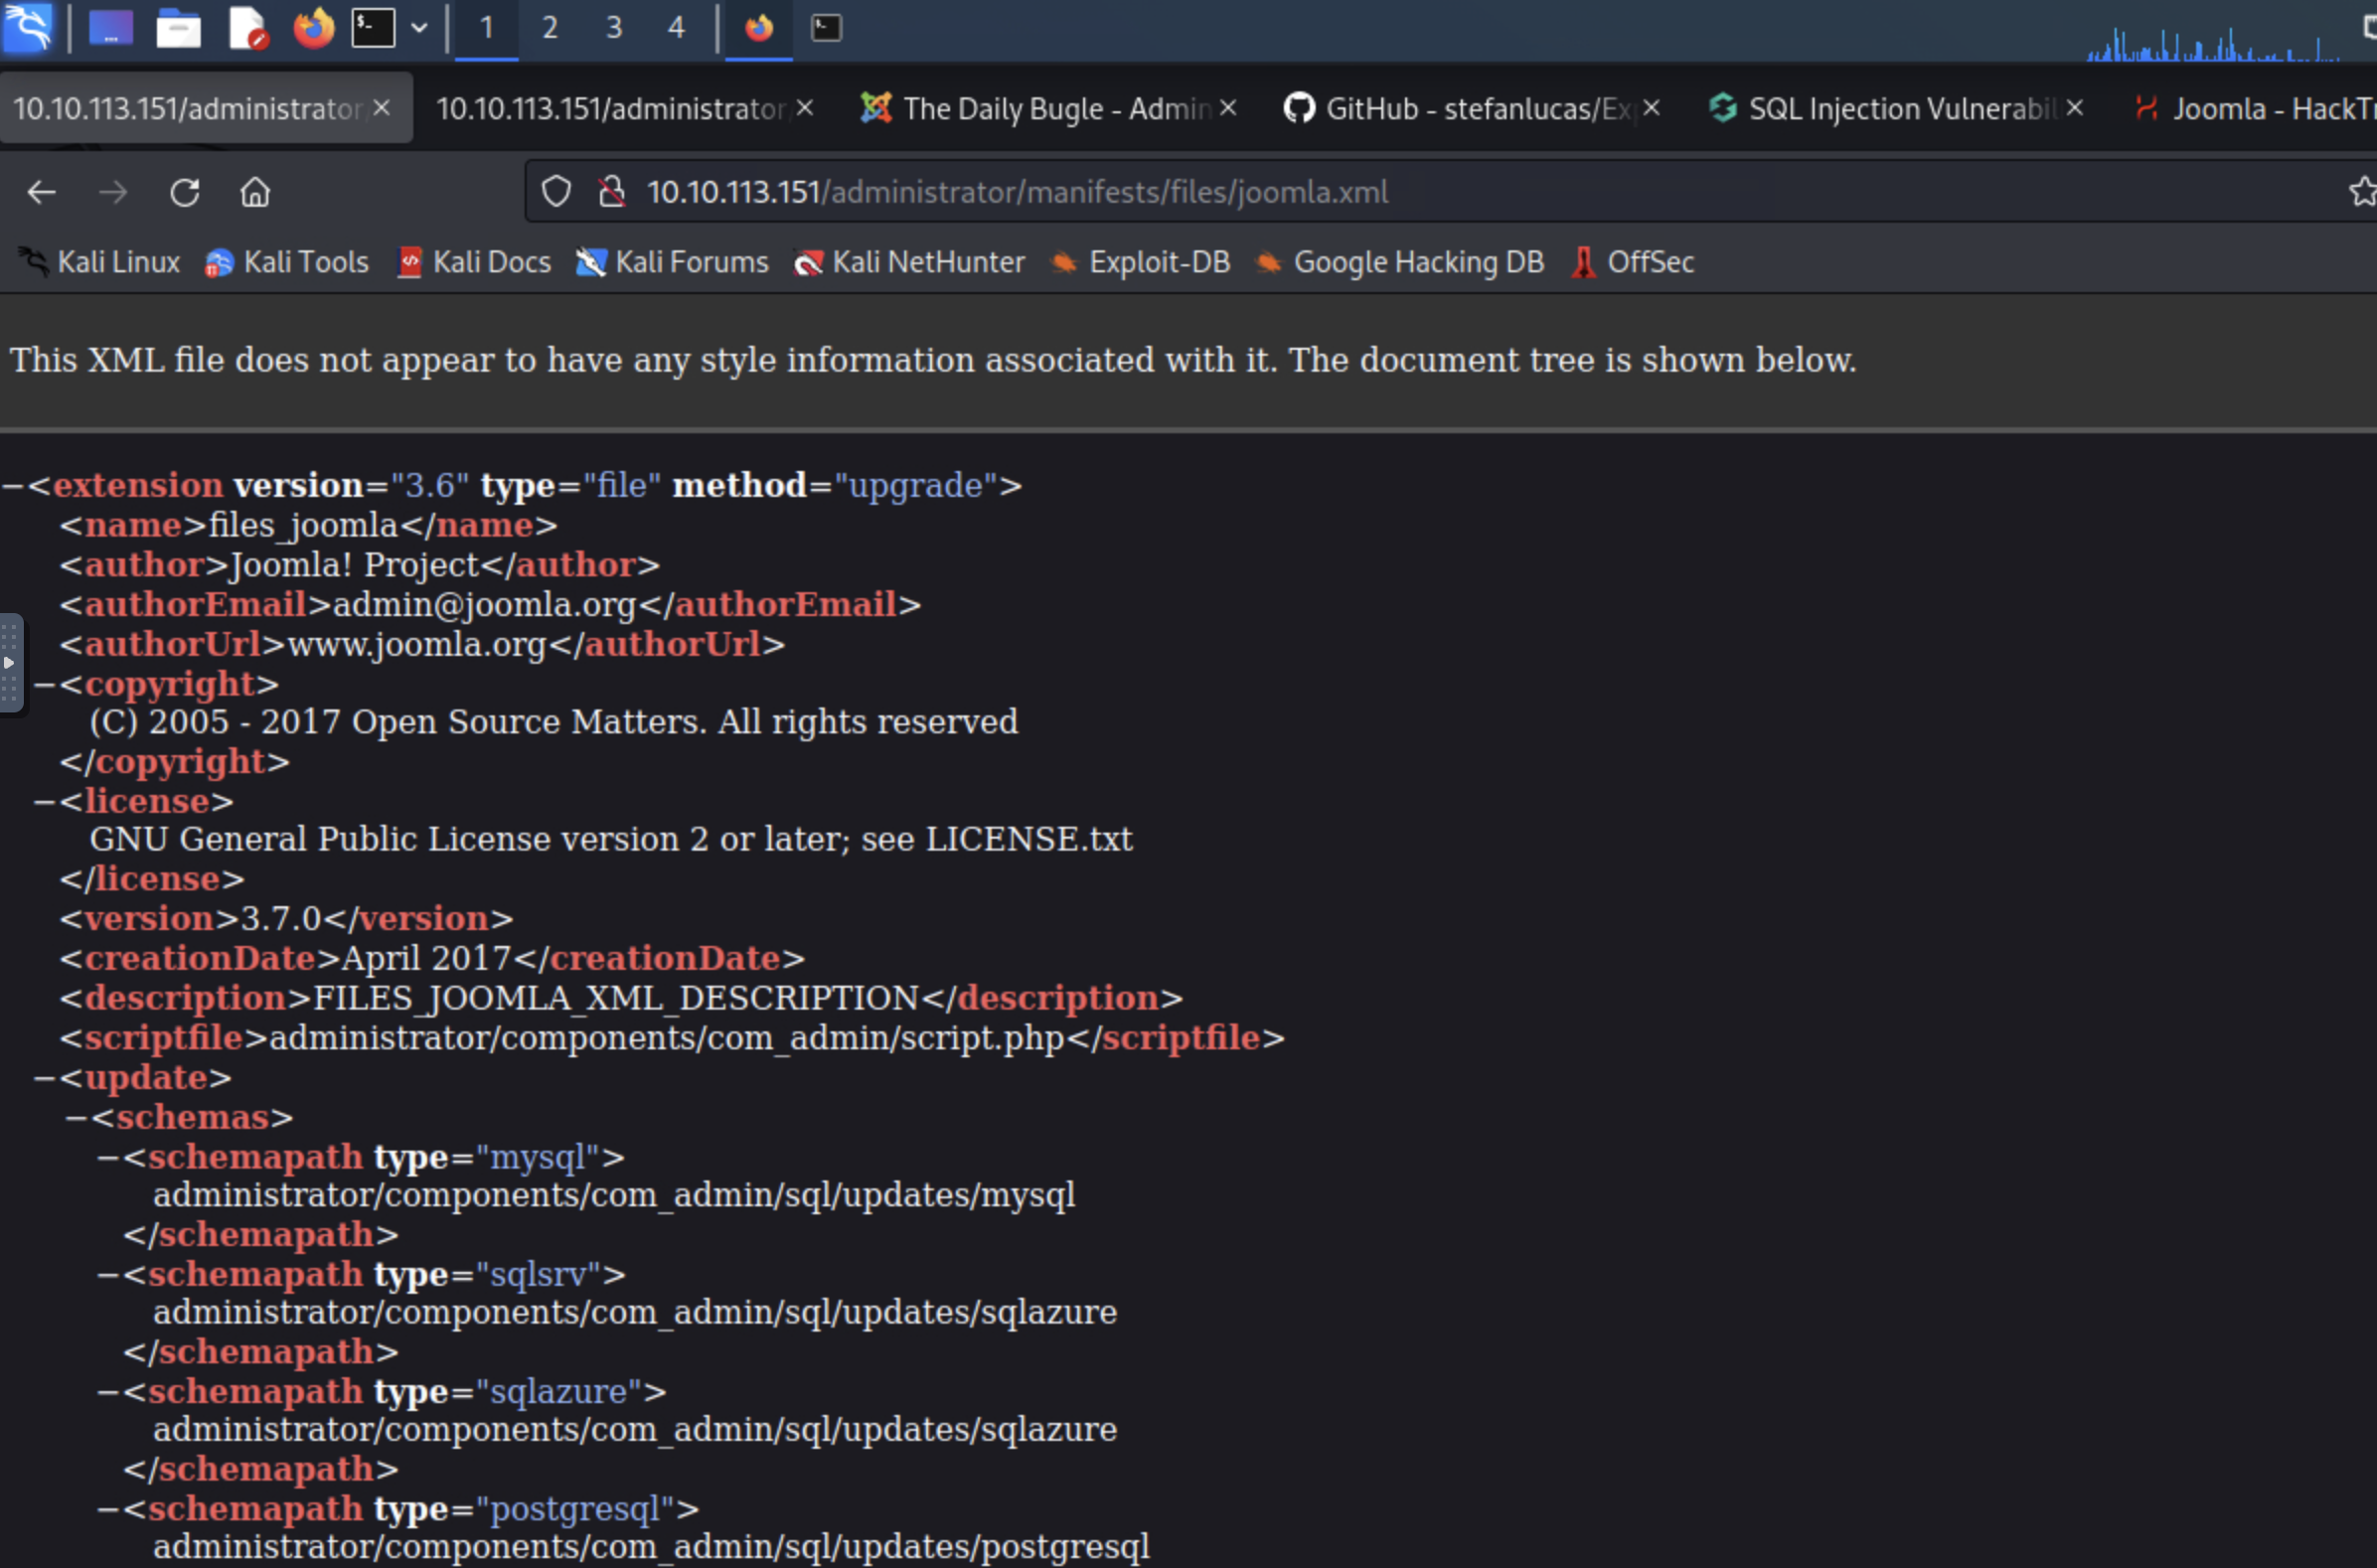 1 2 3 4
10.10.113.151/administrator 10.10.113.151/administrator The Daily Bugle - Admin GitHub - stefanlucas/Ex SQL Injection Vulnerabil Joomla - HackTr
10.10.113.151/administrator/manifests/files/joomla.xml
Kali Linux Kali Tools Kali Docs Kali Forums Kali NetHunter Exploit-DB Google Hacking DB OffSec
This XML file does not appear to have any style information associated with it. The document tree is shown below.
−<extension version="3.6" type="file" method="upgrade">
<name>files_joomla</name>
<author>Joomla! Project</author>
<authorEmail>admin@joomla.org</authorEmail>
<authorUrl>www.joomla.org</authorUrl>
−<copyright>
(C) 2005 - 2017 Open Source Matters. All rights reserved
</copyright>
−<license>
GNU General Public License version 2 or later; see LICENSE.txt
</license>
<version>3.7.0</version>
<creationDate>April 2017</creationDate>
<description>FILES_JOOMLA_XML_DESCRIPTION</description>
<scriptfile>administrator/components/com_admin/script.php</scriptfile>
−<update>
−<schemas>
−<schemapath type="mysql">
administrator/components/com_admin/sql/updates/mysql
</schemapath>
−<schemapath type="sqlsrv">
administrator/components/com_admin/sql/updates/sqlazure
</schemapath>
−<schemapath type="sqlazure">
administrator/components/com_admin/sql/updates/sqlazure
</schemapath>
−<schemapath type="postgresql">
administrator/components/com_admin/sql/updates/postgresql